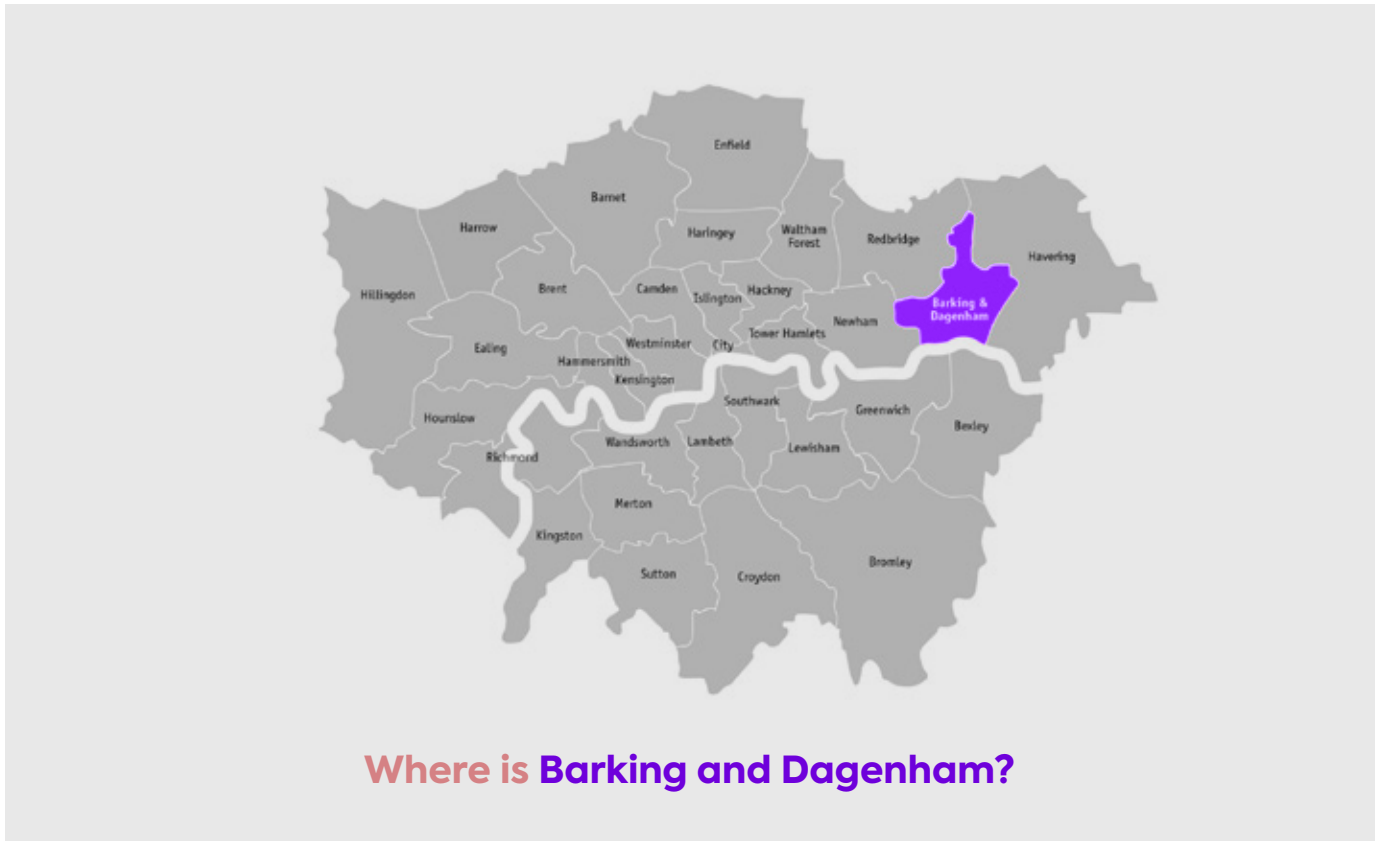 Enfield
Barnet
Harrow
Haringey
Waltham
Forest
Redbridge
Havering
Hillingdon
Brent
Camden
Islington
Hackney
Barking &
Dagenham
Newham
Tower Hamlets
Ealing
Westminster
City
Hammersmith
Kensington
Hounslow
Southwark
Greenwich
Bexley
Richmond
Wandsworth
Lambeth
Lewisham
Merton
Kingston
Sutton
Croydon
Bromley
Where is Barking and Dagenham?